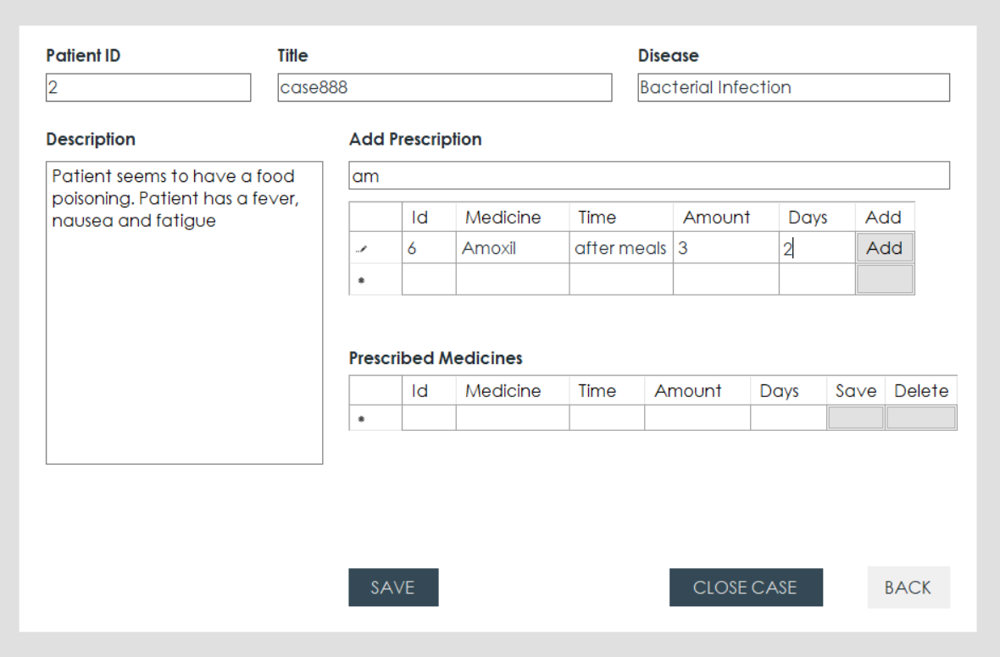 Patient ID Title Disease
2 case888 Bacterial Infection
Description Add Prescription
Patient seems to have a food
poisoning. Patient has a fever,
nausea and fatigue
am
Id Medicine Time Amount Days Add
6 Amoxil after meals 3 2 Add
*
Prescribed Medicines
Id Medicine Time Amount Days Save Delete
*
SAVE CLOSE CASE BACK